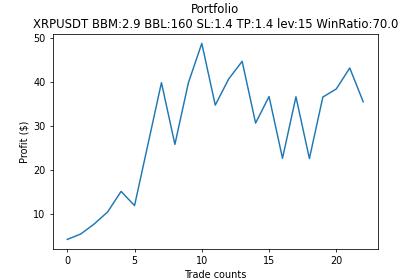 Portfolio
XRPUSDT BBM:2.9 BBL:160 SL:1.4 TP:1.4 lev:15 WinRatio:70.0
50
40
30
20
10
Profit ($)
0 5 10 15 20
Trade counts